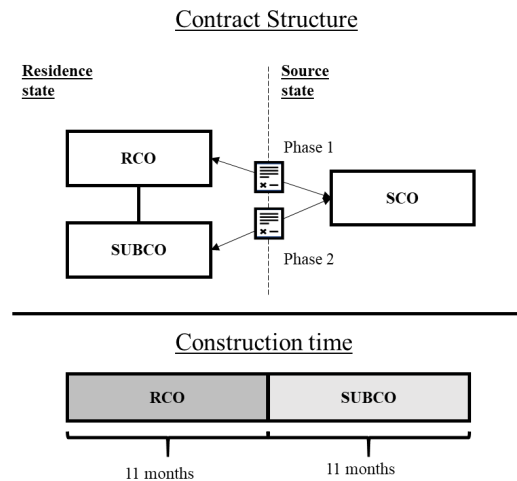 Contract Structure
Residence
state
Source
state
Phase 1
RCO
SCO
SUBCO
Phase 2
Construction time
RCO
SUBCO
11 months
11 months